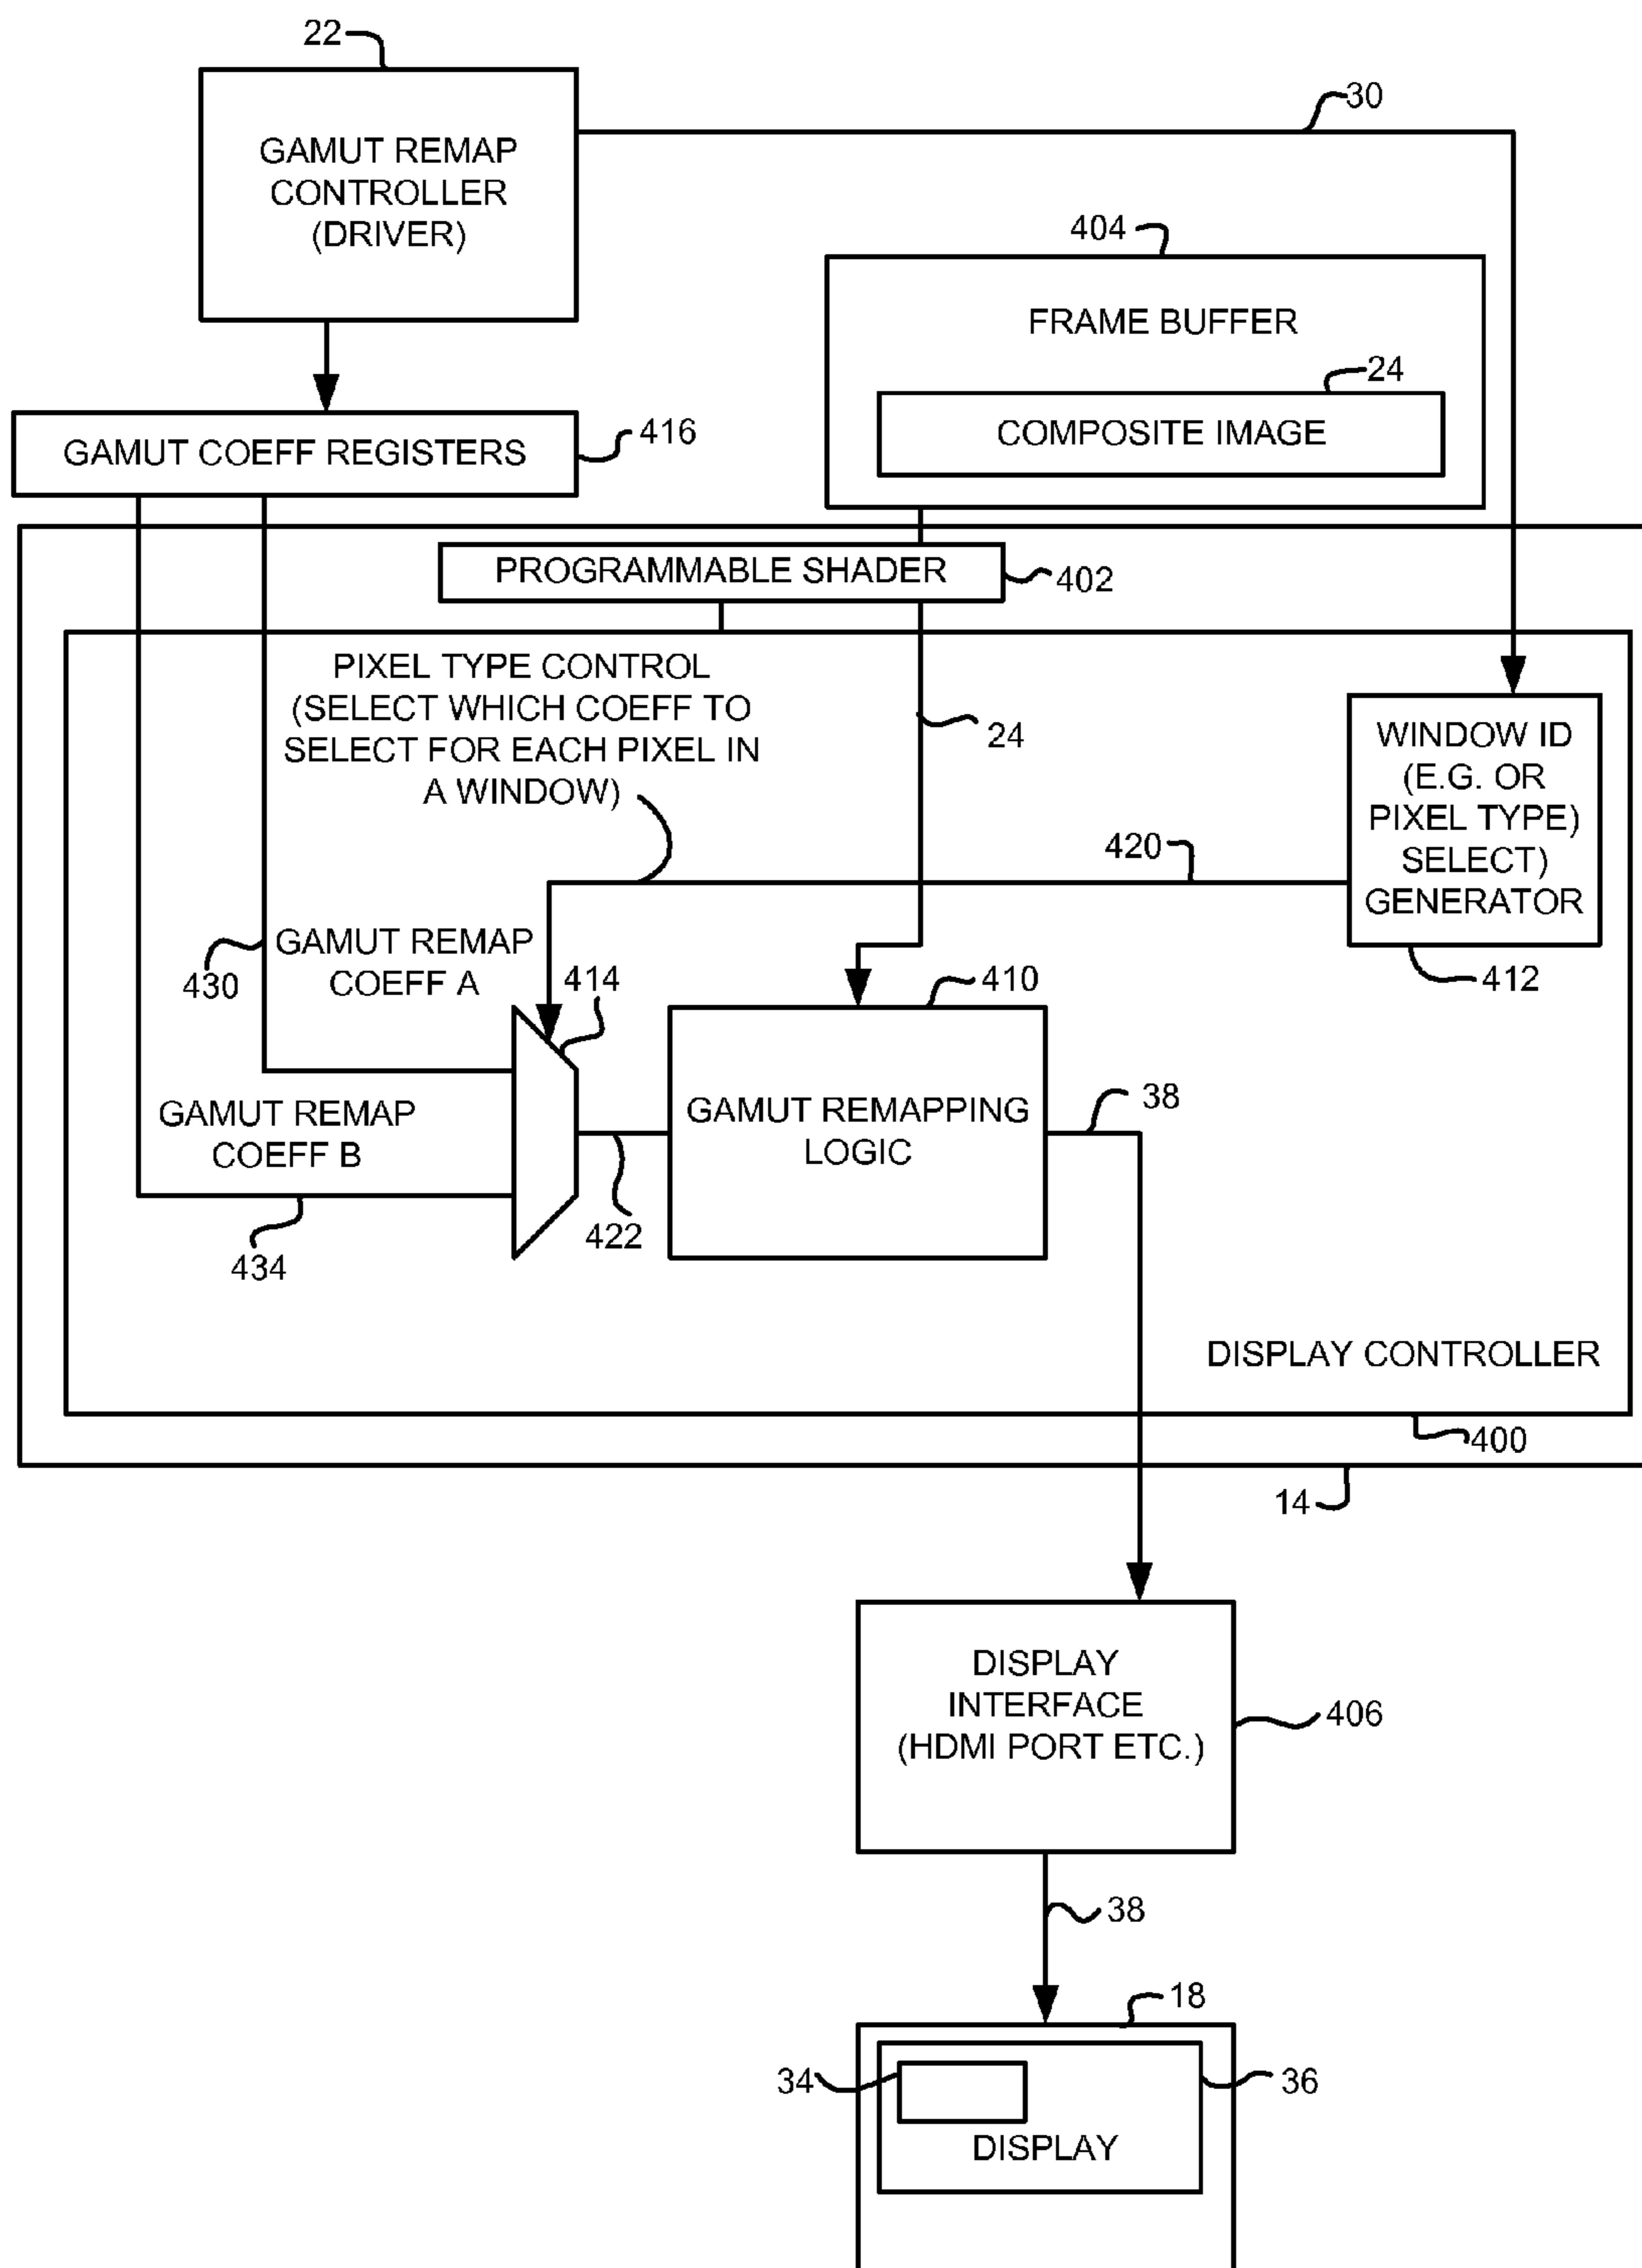 22
30
GAMUT REMAP
CONTROLLER
(DRIVER)
404
FRAME BUFFER
24
COMPOSITE IMAGE
GAMUT COEFF REGISTERS
416
PROGRAMMABLE SHADER
402
PIXEL TYPE CONTROL
(SELECT WHICH COEFF TO
SELECT FOR EACH PIXEL IN
A WINDOW)
24
WINDOW ID
(E.G. OR
PIXEL TYPE)
SELECT)
GENERATOR
420
430
GAMUT REMAP
COEFF A
414
410
412
GAMUT REMAP
COEFF B
GAMUT REMAPPING
LOGIC
38
422
434
DISPLAY CONTROLLER
400
14
DISPLAY
INTERFACE
(HDMI PORT ETC.)
406
38
18
34
36
DISPLAY